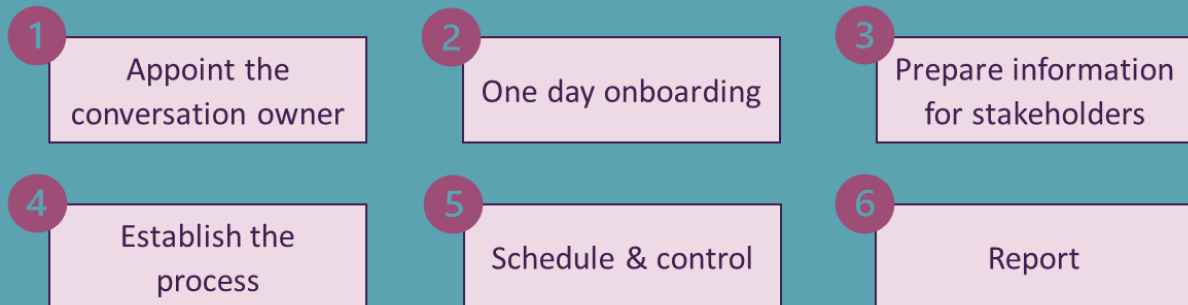 1
Appoint the
conversation owner
2
One day onboarding
3
Prepare information
for stakeholders
4
Establish the
process
5
Schedule & control
6
Report